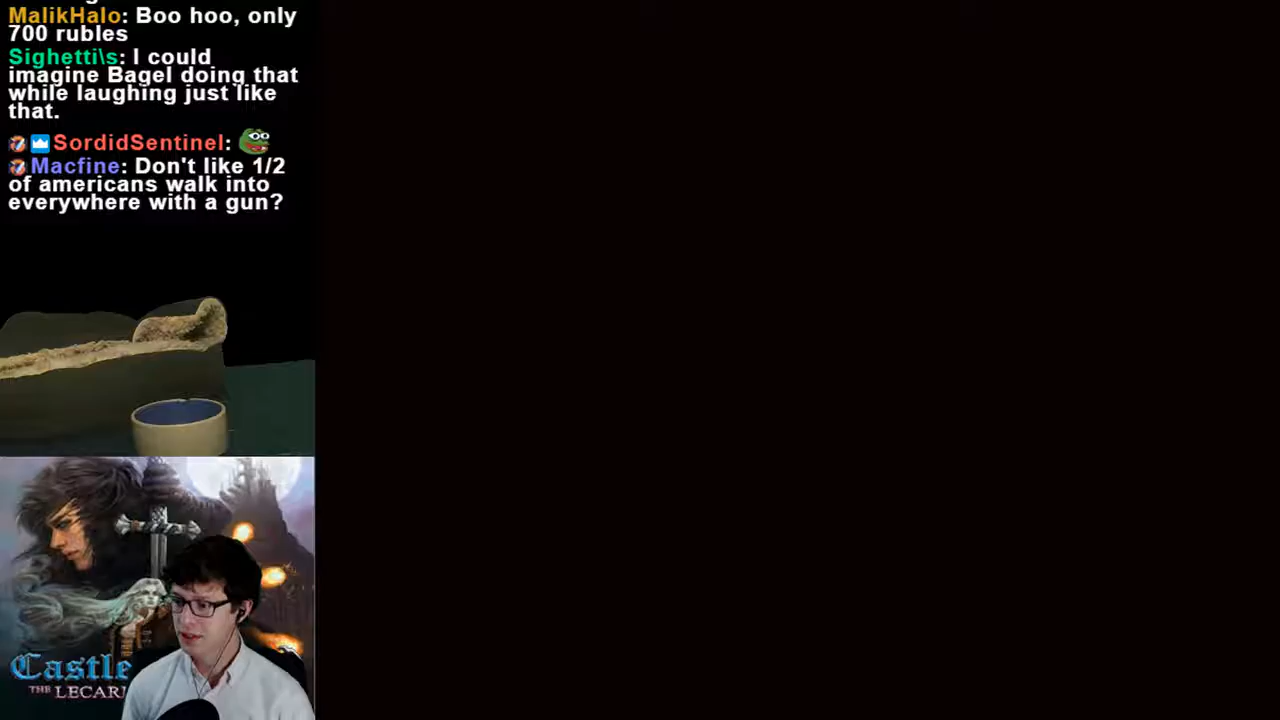 MalikHalo: Boo hoo, only
700 rubles
Sighetti\s: I could
imagine Bagel doing that
while laughing just like
that.
SordidSentinel:
Macfine: Don't like 1/2
of americans walk into
everywhere with a gun?
Castle
THE LECARI